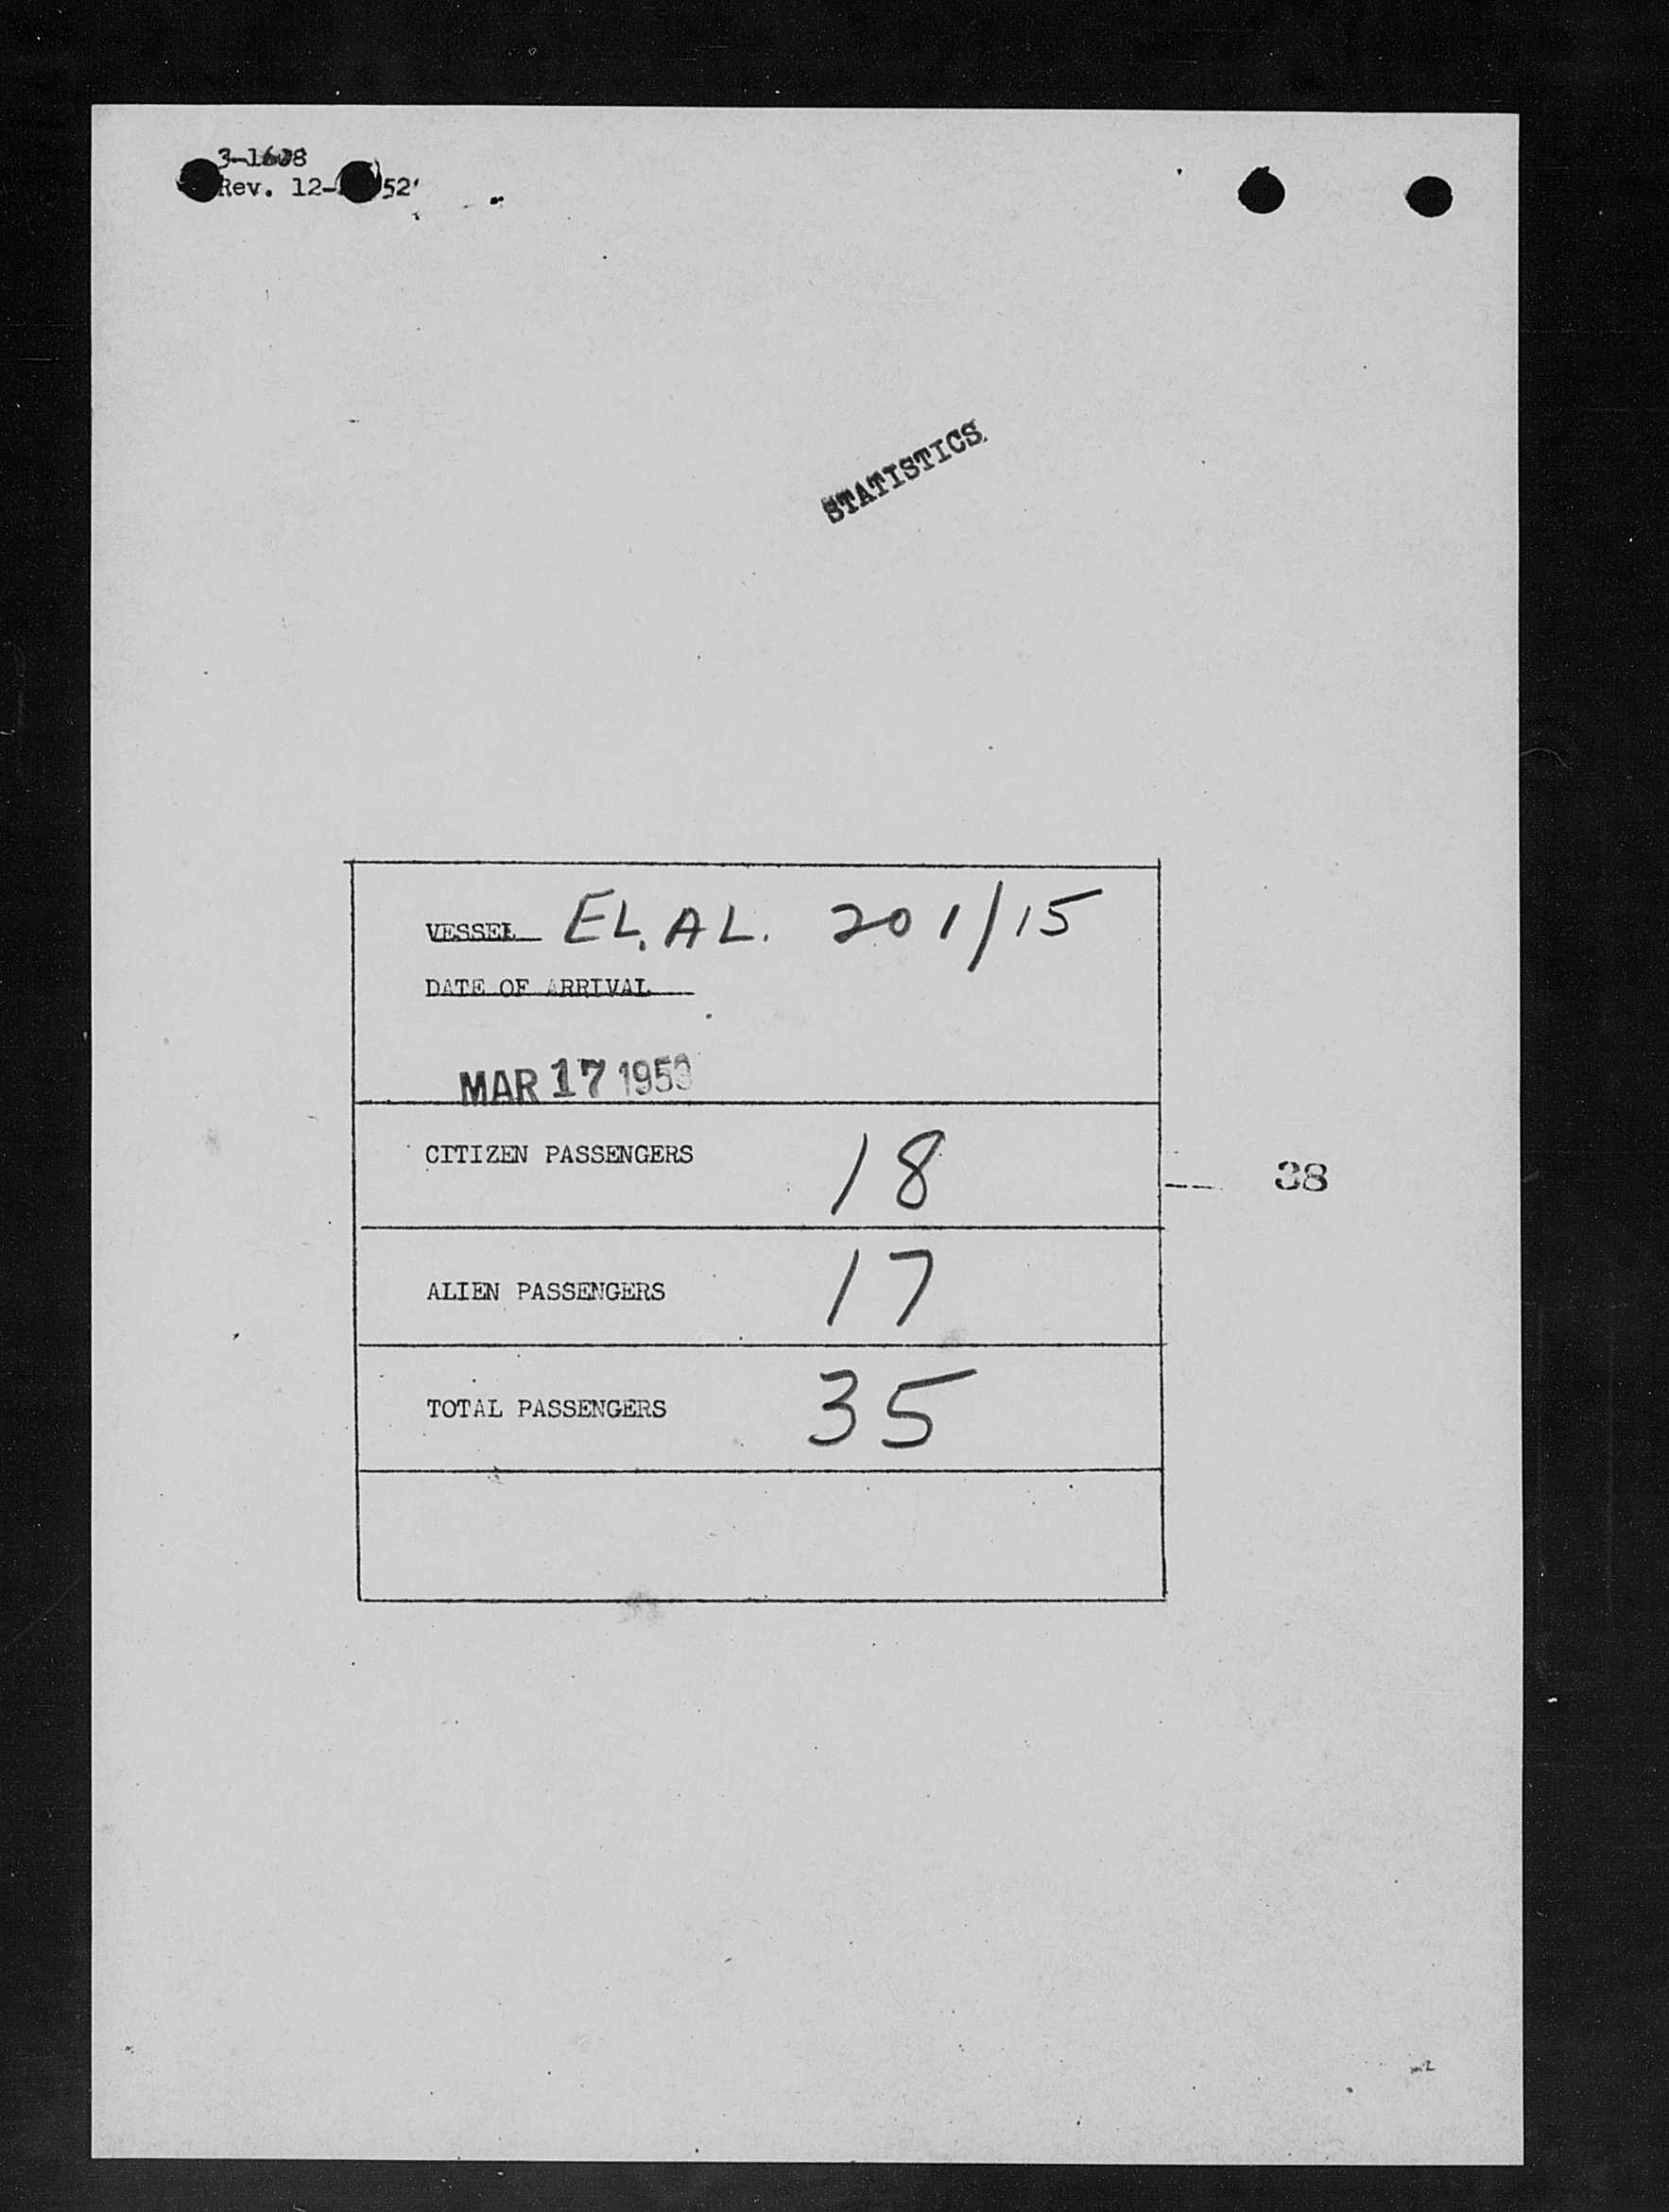 3-1608
Rev. 12- 52
STATISTICS
VESSEL EL. AL. 201/15
DATE OF ARRIVAL
MAR 17 1953
CITIZEN PASSENGERS 18
38
ALIEN PASSENGERS 17
TOTAL PASSENGERS 35